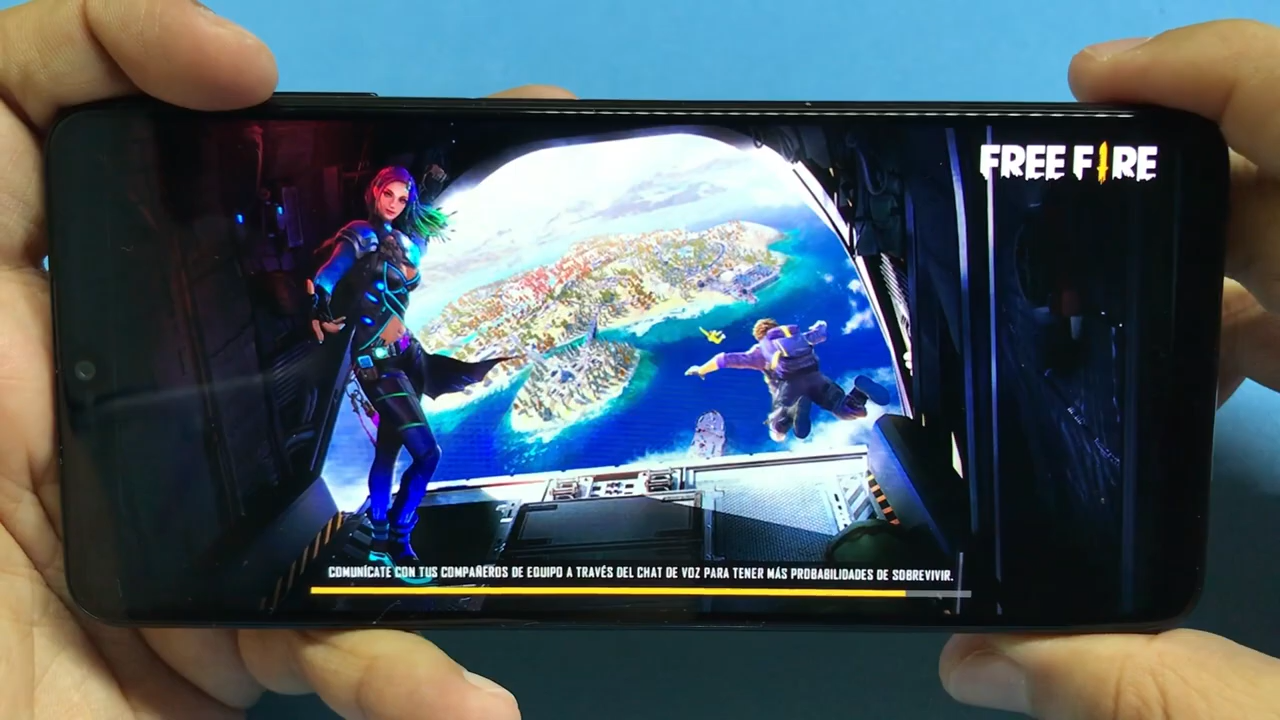 FREE FIRE
COMUNÍCATE CON TUS COMPAÑEROS DE EQUIPO A TRAVÉS DEL CHAT DE VOZ PARA TENER MÁS PROBABILIDADES DE SOBREVIVIR.